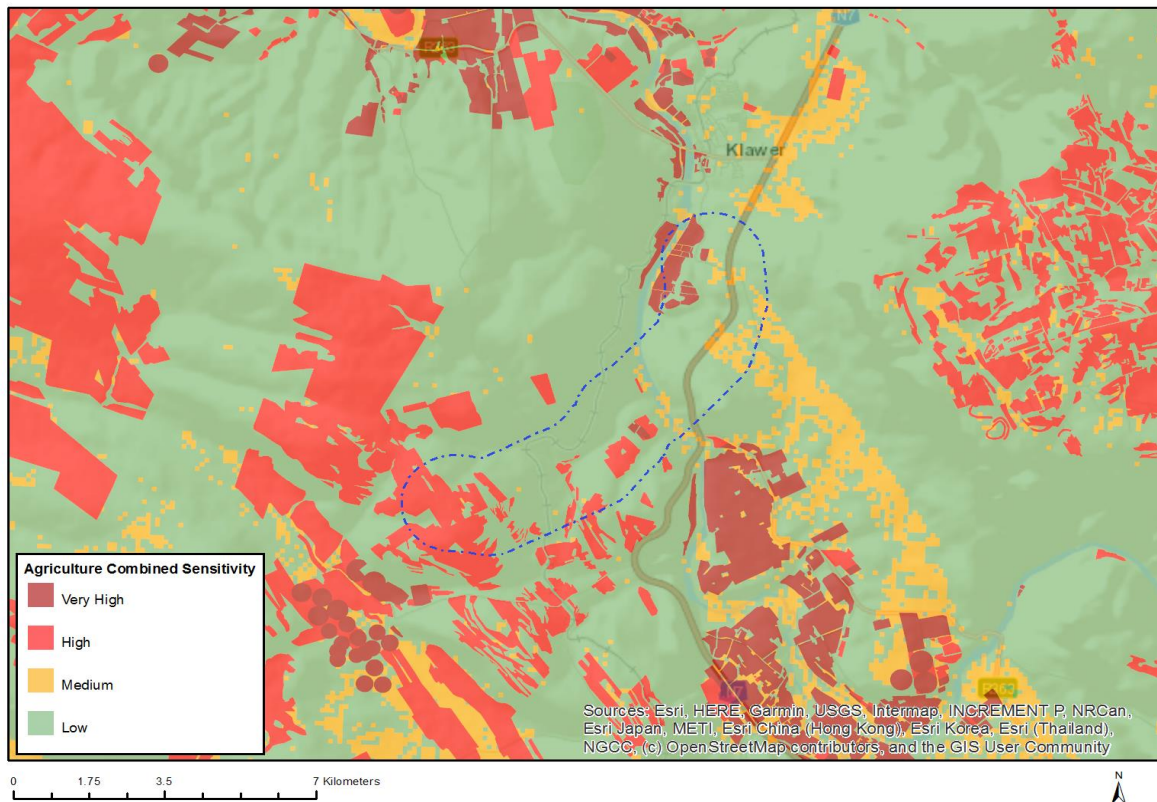 N7
Klawer
Agriculture Combined Sensitivity
Very High
High
Medium
Low
Sources: Esri, HERE, Garmin, USGS, Intermap, INCREMENT P, NRCan,
Esri Japan, METI, Esri China (Hong Kong), Esri Korea, Esri (Thailand),
NGCC, (c) OpenStreetMap contributors, and the GIS User Community
0 1.75 3.5 7 Kilometers
N